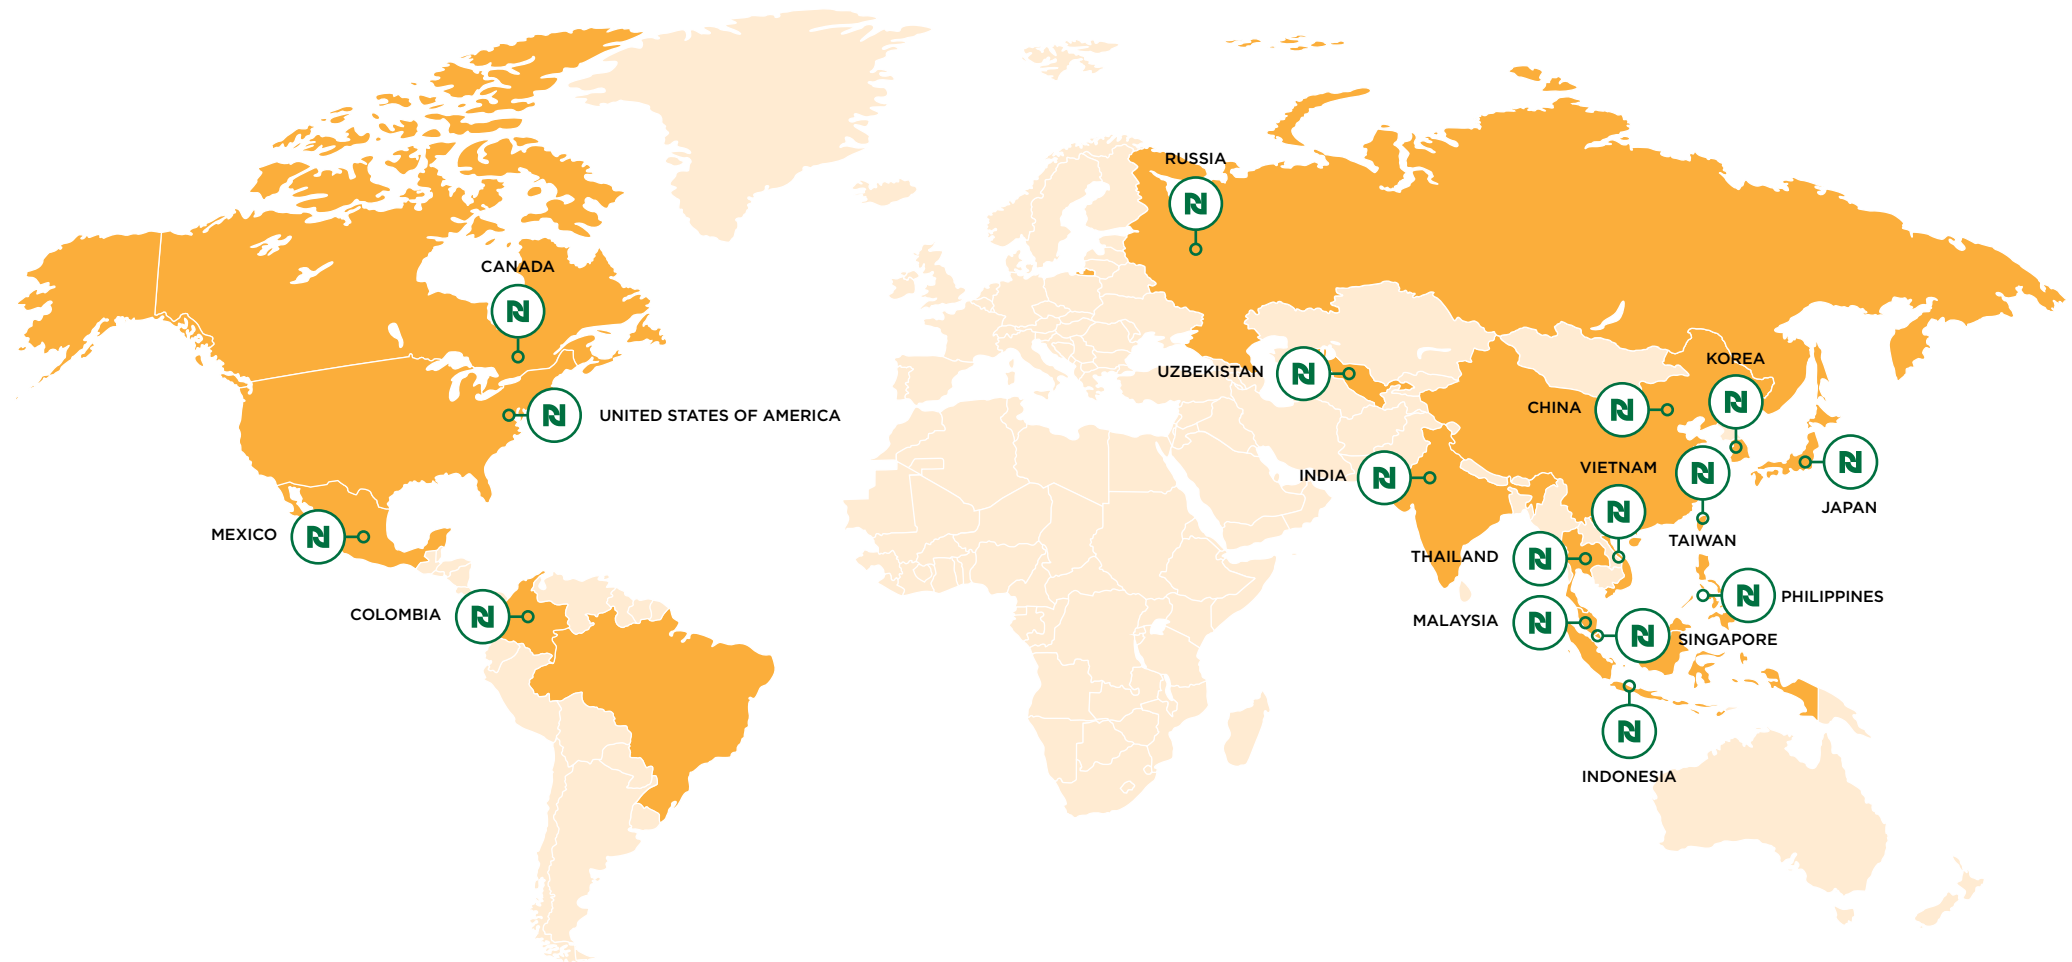 RUSSIA
CANADA
KOREA
UZBEKISTAN
CHINA
UNITED STATES OF AMERICA
VIETNAM
INDIA
JAPAN
MEXICO
TAIWAN
THAILAND
PHILIPPINES
COLOMBIA
MALAYSIA
SINGAPORE
INDONESIA